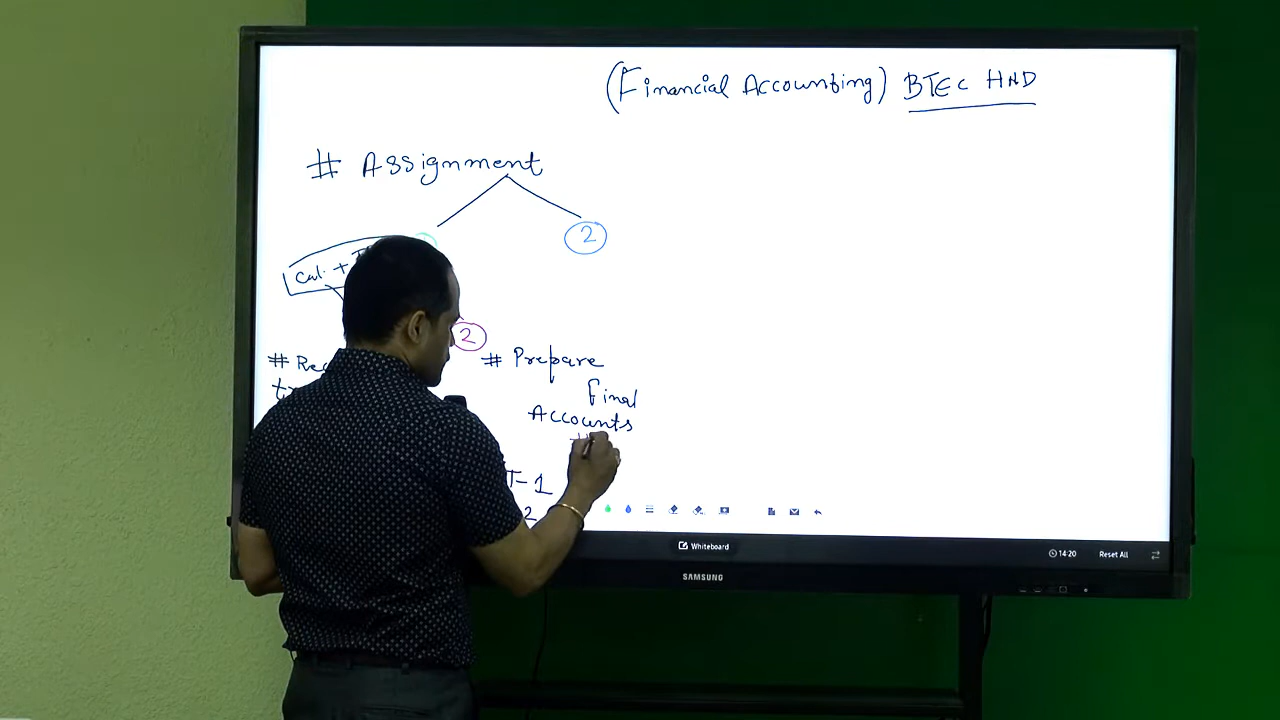 (Financial Accounting) BTEC HND
# Assignment
2
Cal. +
2
# Prepare
Final
Accounts
T-1
2
Whiteboard
14:20
Reset All
SAMSUNG